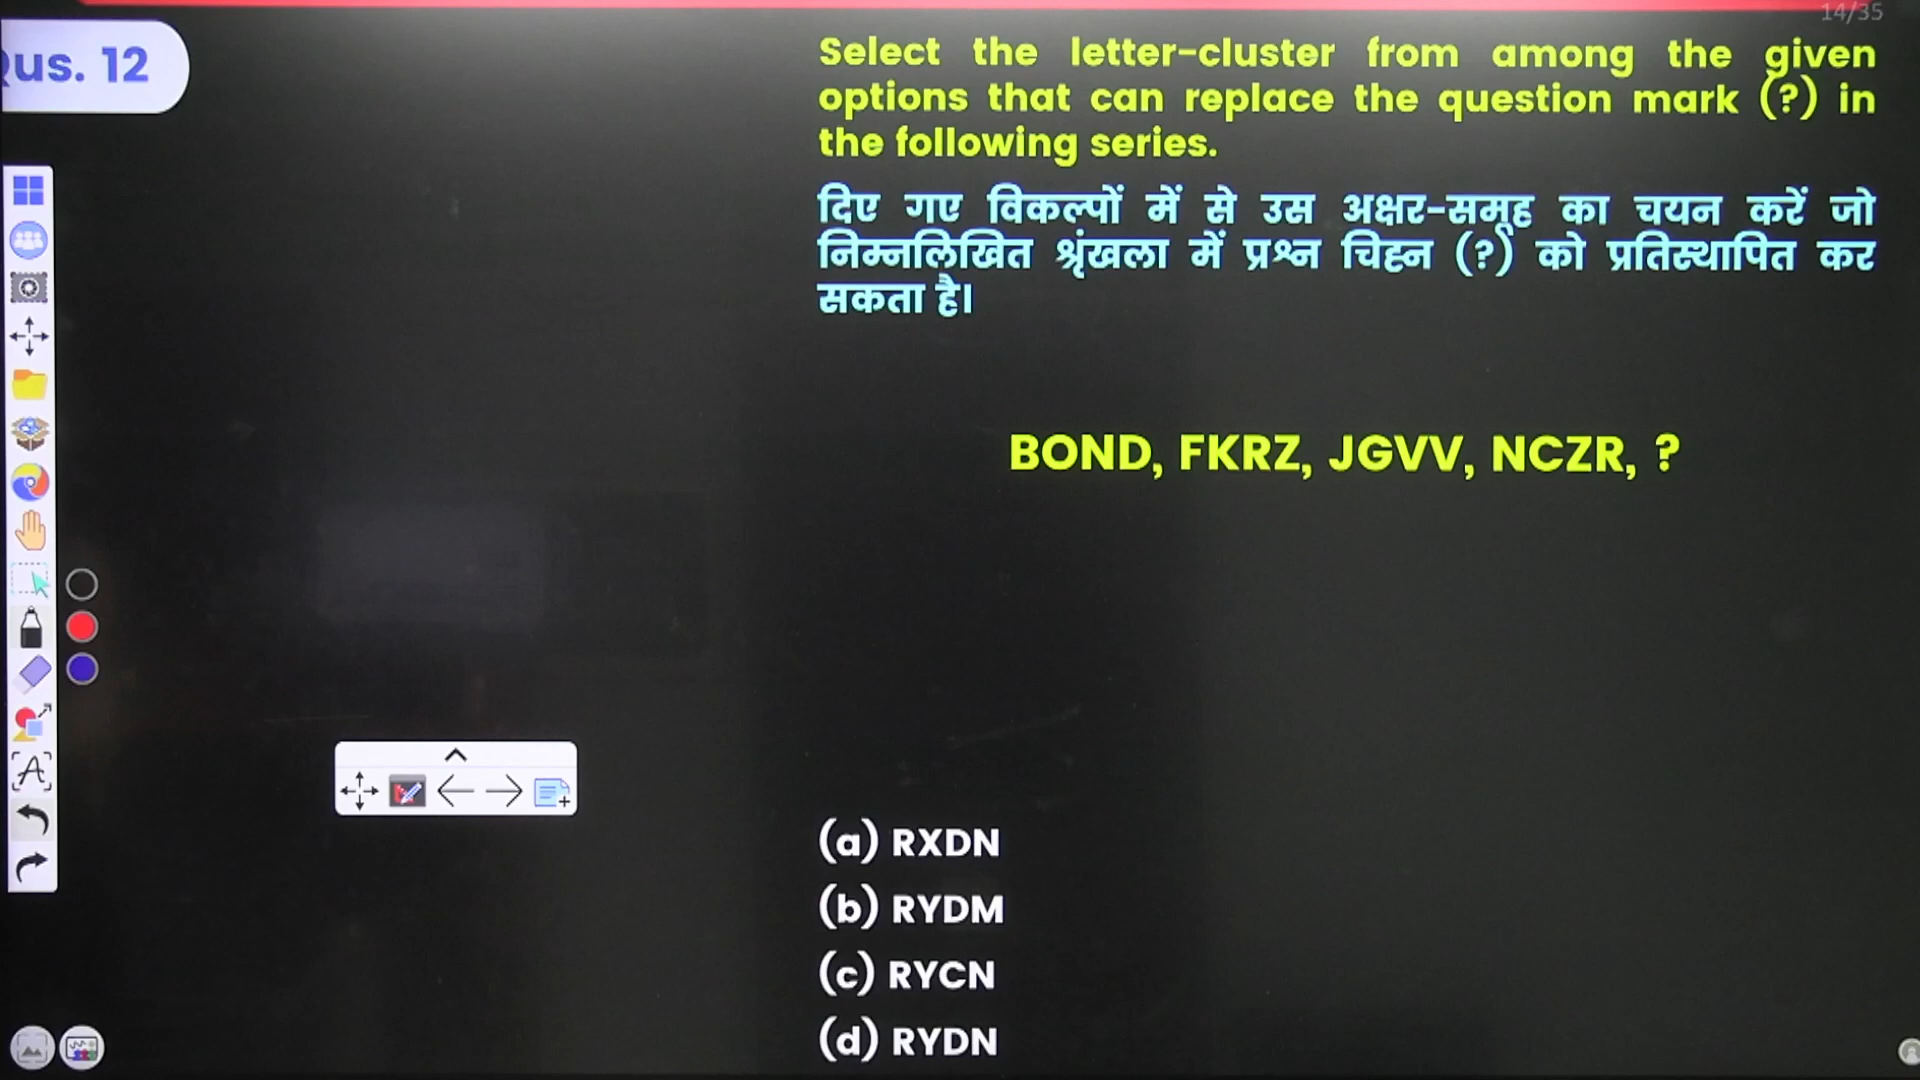 14/35
Qus. 12
Select the letter-cluster from among the given
options that can replace the question mark (?) in
the following series.
दिए गए विकल्पों में से उस अक्षर-समूह का चयन करें जो
निम्नलिखित श्रृंखला में प्रश्न चिह्न (?) को प्रतिस्थापित कर
सकता है।
BOND, FKRZ, JGVV, NCZR, ?
(a) RXDN
(b) RYDM
(c) RYCN
(d) RYDN